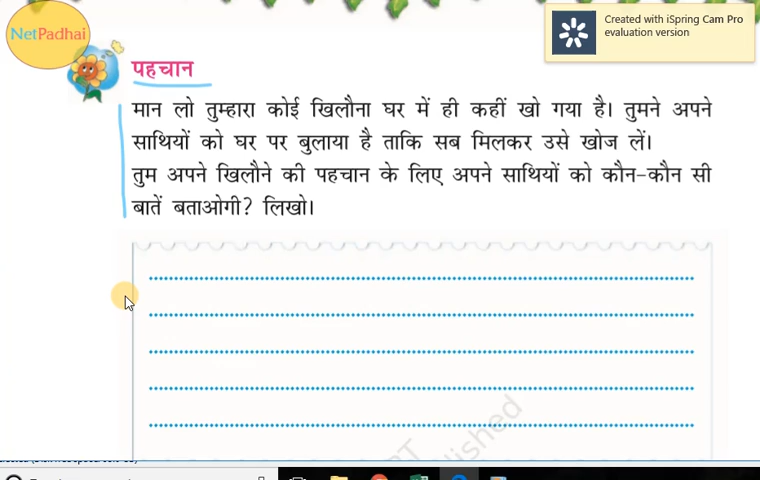 NetPadhai
Created with iSpring Cam Pro
evaluation version
पहचान
मान लो तुम्हारा कोई खिलौना घर में ही कहीं खो गया है। तुमने अपने
साथियों को घर पर बुलाया है ताकि सब मिलकर उसे खोज लें।
तुम अपने खिलौने की पहचान के लिए अपने साथियों को कौन-कौन सी
बातें बताओगी? लिखो।